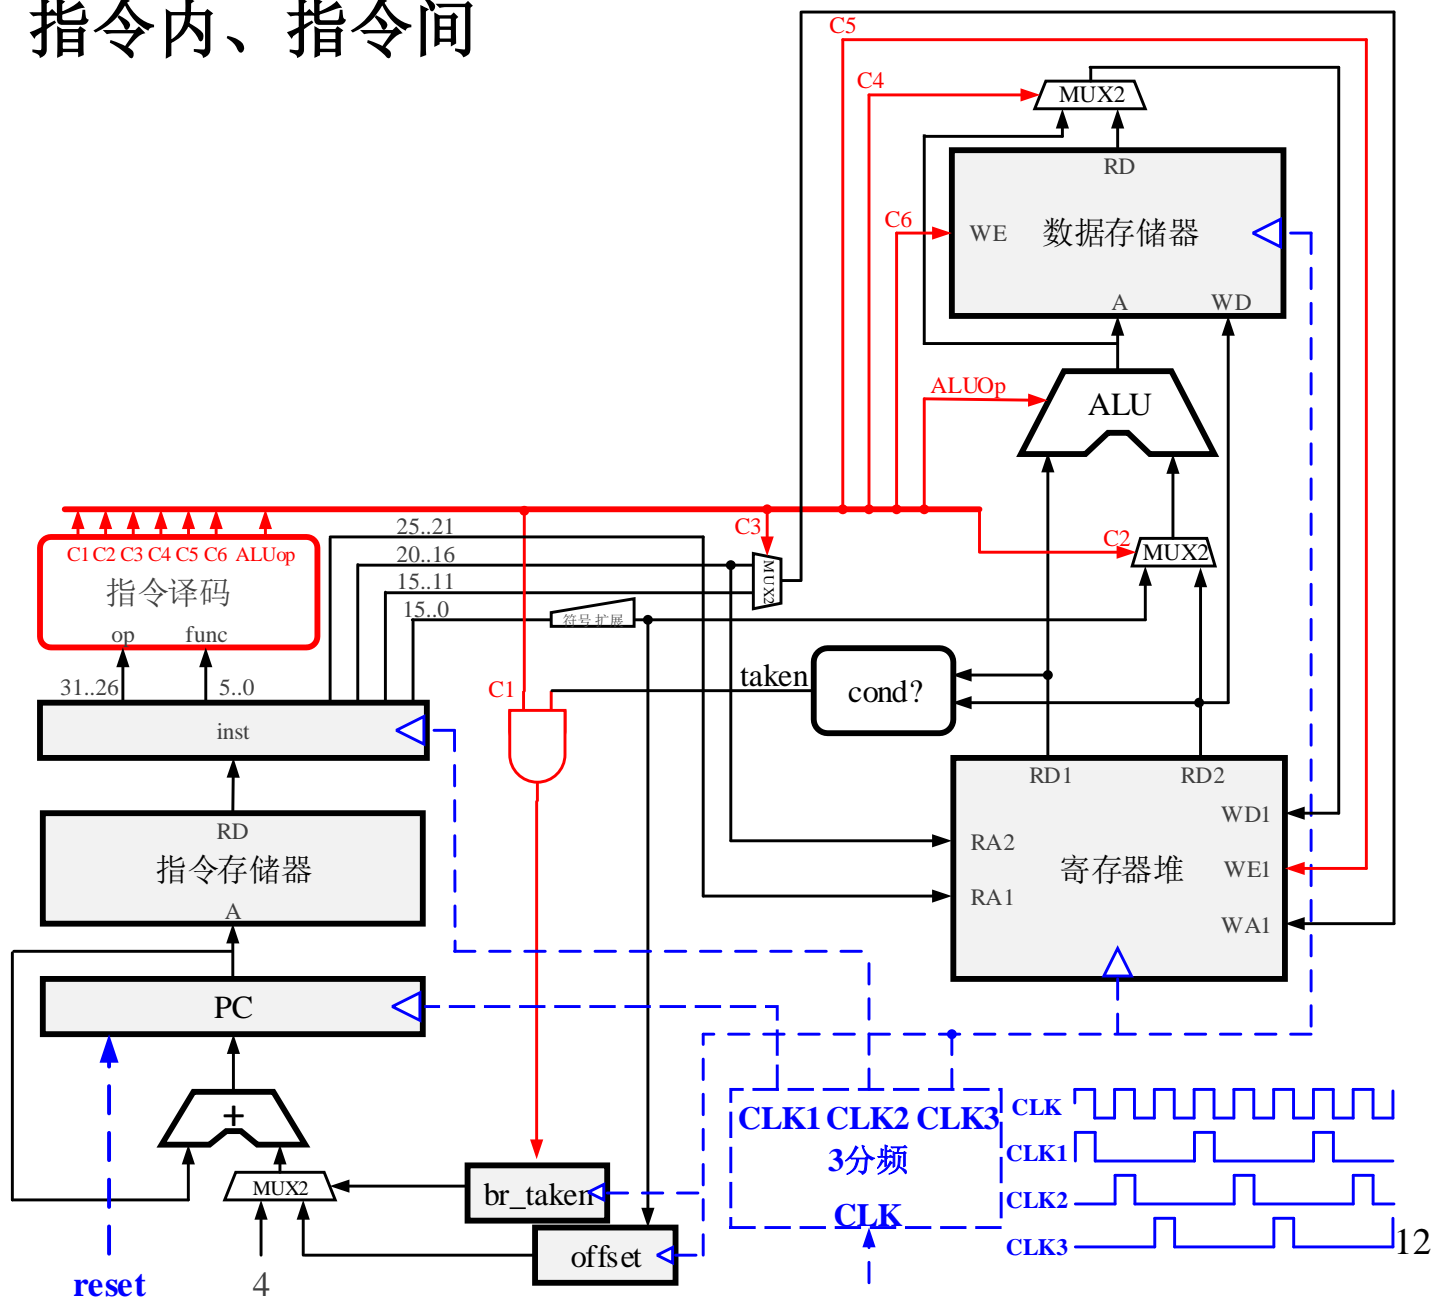 指令内、指令间
C5
C4
MUX2
RD
C6
WE
数据存储器
A
WD
ALUOp
ALU
25..21
20..16
15..11
15..0
C3
MUX2
C2
MUX2
C1 C2 C3 C4 C5 C6 ALUop
指令译码
op
func
符号扩展
31..26
5..0
C1
taken
cond?
inst
RD1
RD2
RD
指令存储器
A
WD1
RA2
寄存器堆
WE1
RA1
WA1
PC
+
MUX2
br_taken
offset
reset
4
CLK1 CLK2 CLK3
3分频
CLK
CLK
CLK1
CLK2
CLK3
12